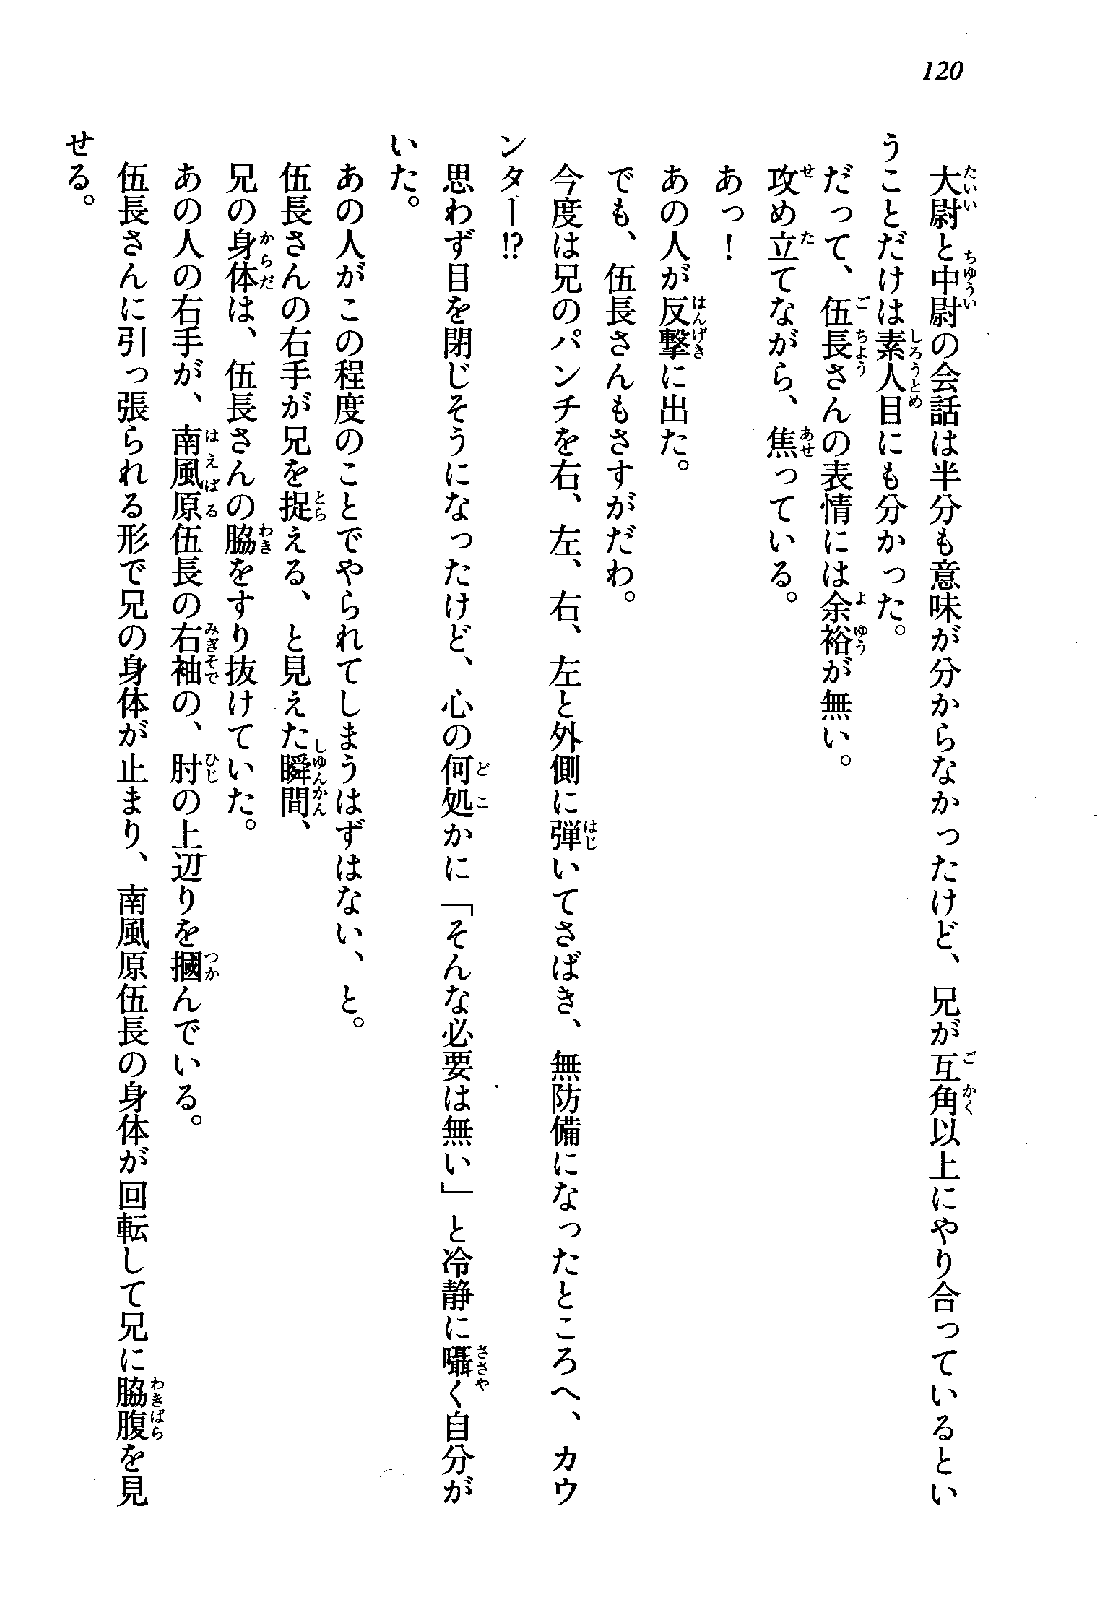 120
大尉と中尉の会話は半分も意味が分からなかったけど、兄が互角以上にやり合っているとい
うことだけは素人目にも分かった。
だって、伍長さんの表情には余裕が無い。
攻め立てながら、焦っている。
あっ！
あの人が反撃に出た。
でも、伍長さんもさすがだわ。
今度は兄のパンチを右、左、右、左と外側に弾いてさばき、無防備になったところへ、カウ
ンター!?
思わず目を閉じそうになったけど、心の何処かに「そんな必要は無い」と冷静に囁く自分が
いた。
あの人がこの程度のことでやられてしまうはずはない、と。
伍長さんの右手が兄を捉える、と見えた瞬間、
兄の身体は、伍長さんの脇をすり抜けていた。
あの人の右手が、南風原伍長の右袖の、肘の上辺りを摑んでいる。
伍長さんに引っ張られる形で兄の身体が止まり、南風原伍長の身体が回転して兄に脇腹を見
せる。